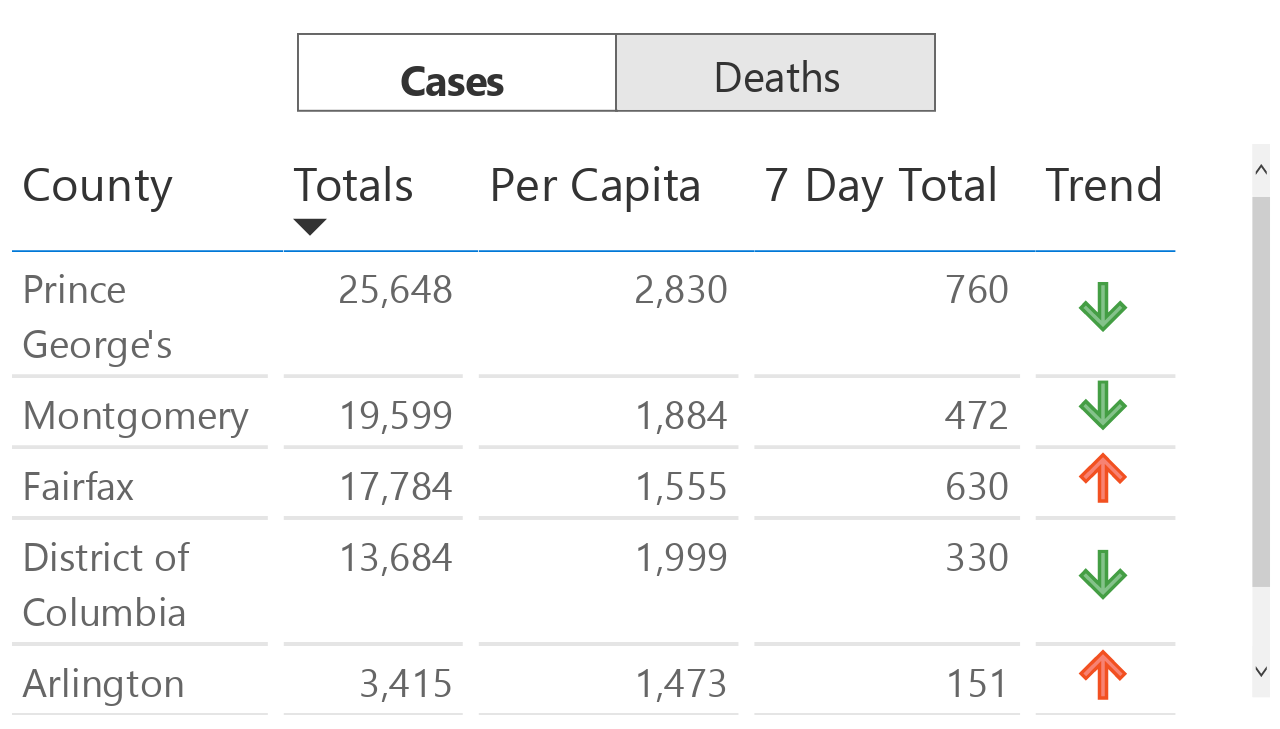 Cases Deaths
County Totals Per Capita 7 Day Total Trend
Prince 25,648 2,830 760
George's
Montgomery 19,599 1,884 472
Fairfax 17,784 1,555 630
District of 13,684 1,999 330
Columbia
Arlington 3,415 1,473 151